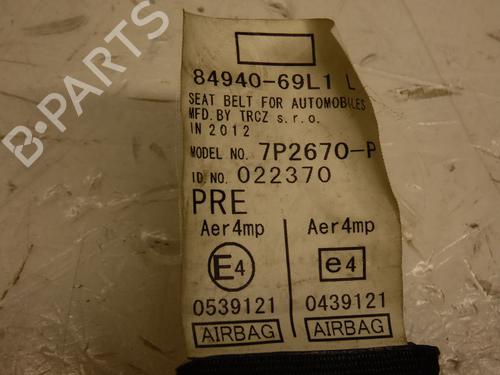 B-PARTS
84940-69L1 L
SEAT BELT FOR AUTOMOBILES
MFD. BY TRCZ s.r.o.
IN 2012
MODEL NO. 7P2670-P
ID NO. 022370
PRE
Aer4mp Aer4mp
E4 e4
0539121 0439121
AIRBAG AIRBAG